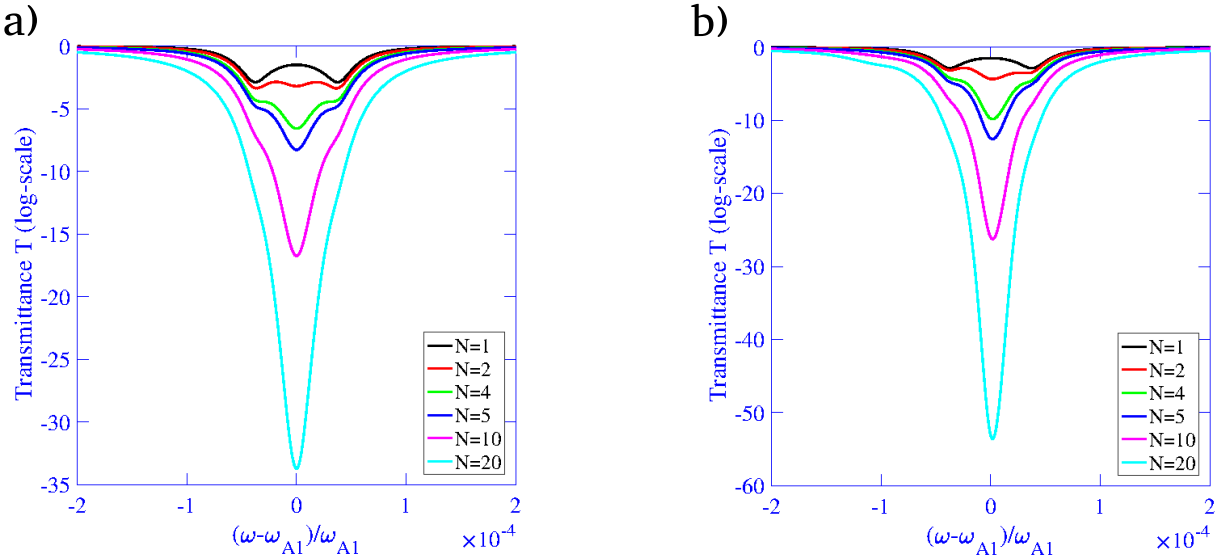 a)
Transmittance T (log-scale)
0
-5
-10
-15
-20
-25
-30
-35
-2
-1
0
1
2
×10⁻⁴
(ω-ω_A1)/ω_A1
N=1
N=2
N=4
N=5
N=10
N=20
b)
Transmittance T (log-scale)
0
-10
-20
-30
-40
-50
-60
-2
-1
0
1
2
×10⁻⁴
(ω-ω_A1)/ω_A1
N=1
N=2
N=4
N=5
N=10
N=20